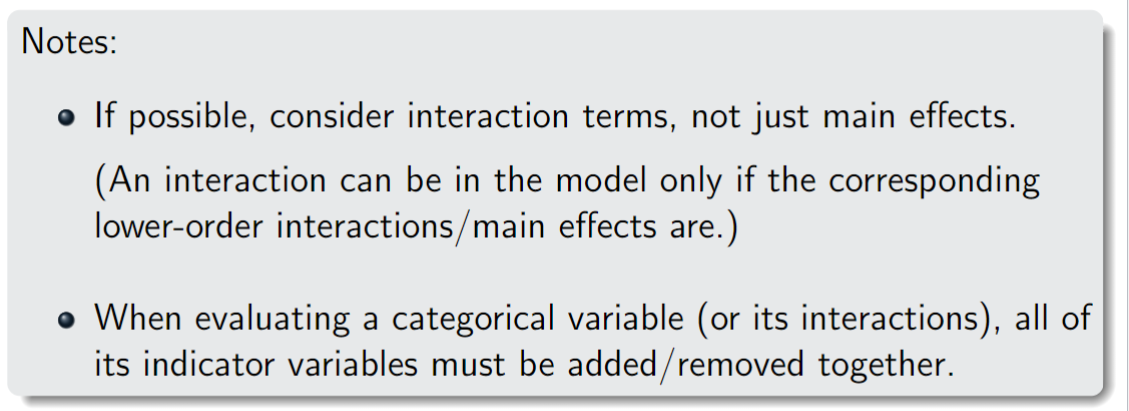 Notes:
• If possible, consider interaction terms, not just main effects.
(An interaction can be in the model only if the corresponding
lower-order interactions/main effects are.)
• When evaluating a categorical variable (or its interactions), all of
its indicator variables must be added/removed together.